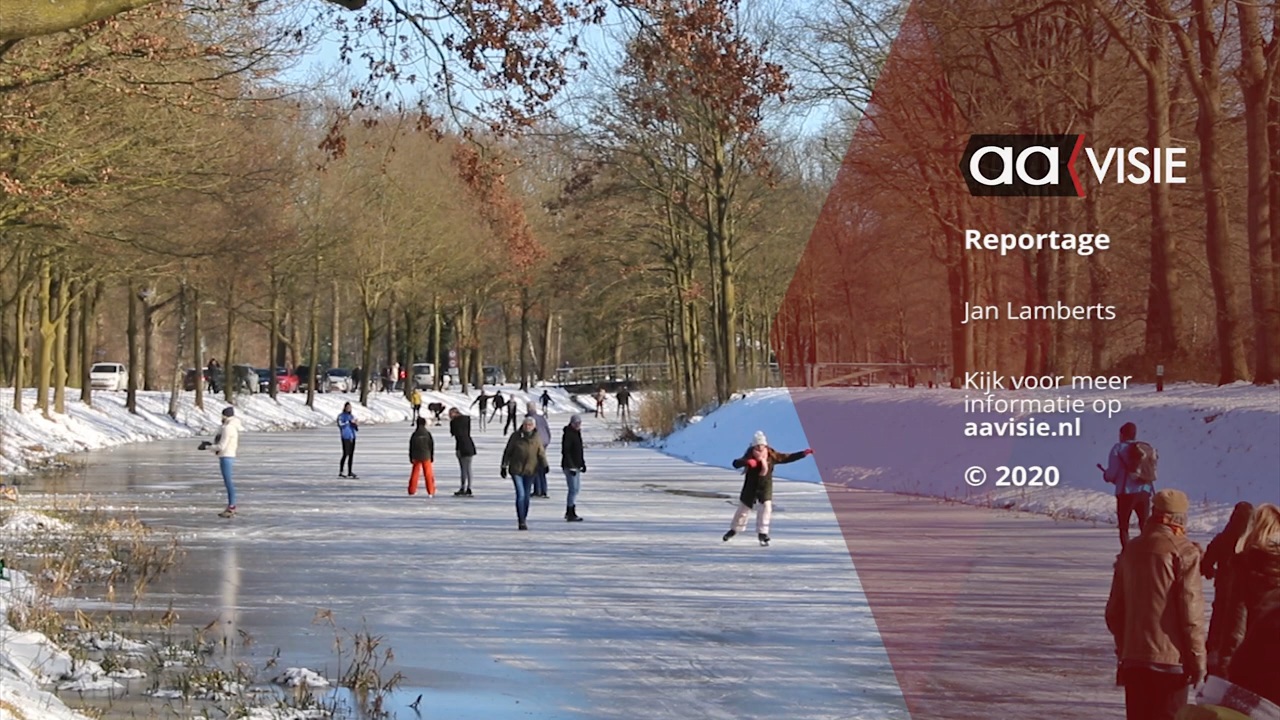 aa VISIE
Reportage
Jan Lamberts
Kijk voor meer
informatie op
aavisie.nl
© 2020